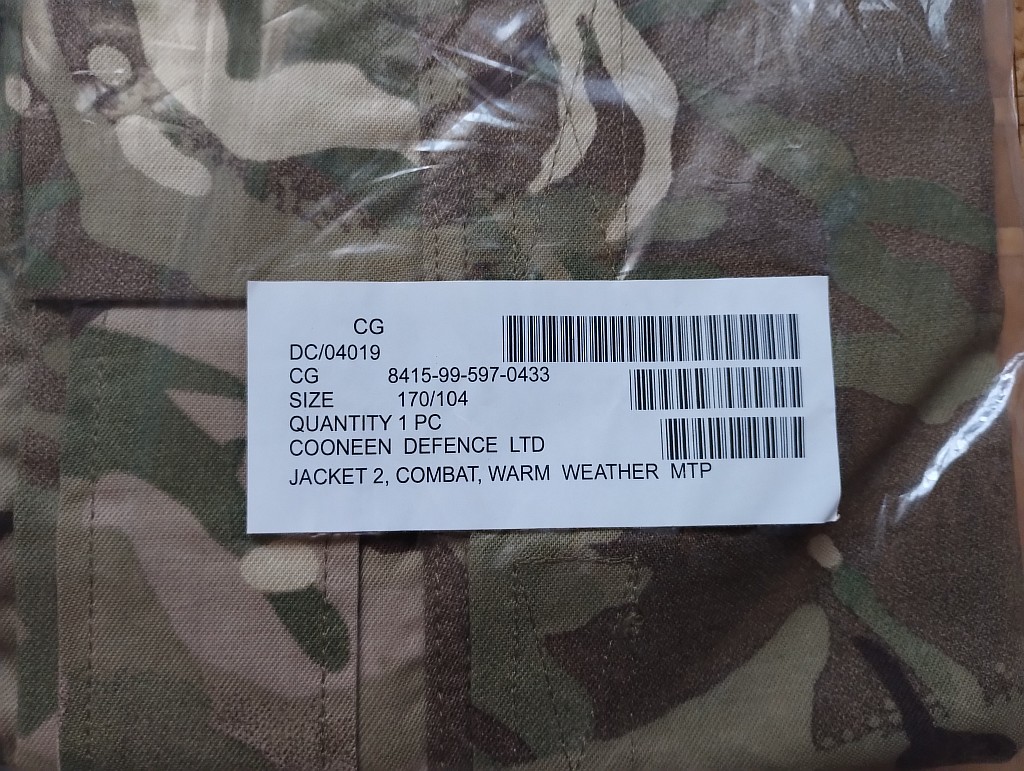 CG
DC/04019
CG 8415-99-597-0433
SIZE 170/104
QUANTITY 1 PC
COONEEN DEFENCE LTD
JACKET 2, COMBAT, WARM WEATHER MTP